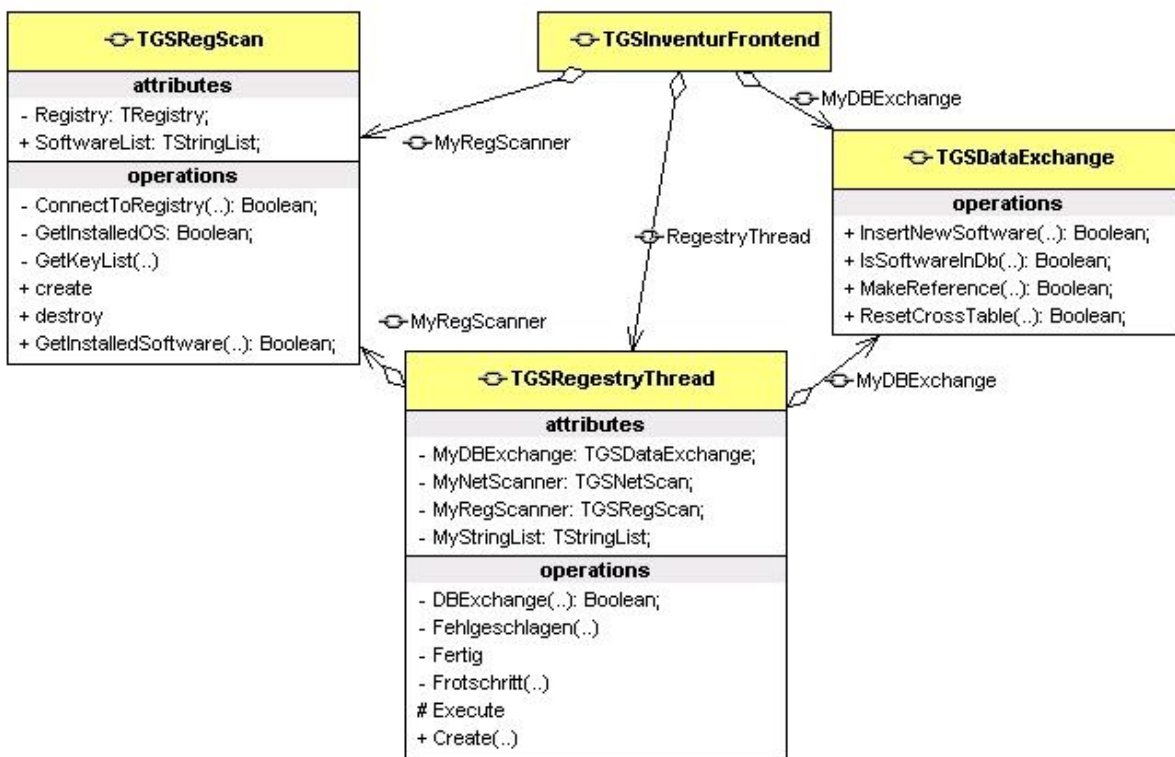 TGSRegScan
attributes
- Registry: TRegistry;
+ SoftwareList: TStringList;
operations
- ConnectToRegistry(..): Boolean;
- GetInstalledOS: Boolean;
- GetKeyList(..)
+ create
+ destroy
+ GetInstalledSoftware(..): Boolean;
TGSInventurFrontend
MyRegScanner
RegestryThread
MyDBExchange
TGSDataExchange
operations
+ InsertNewSoftware(..): Boolean;
+ IsSoftwareInDb(..): Boolean;
+ MakeReference(..): Boolean;
+ ResetCrossTable(..): Boolean;
MyRegScanner
MyDBExchange
TGSRegestryThread
attributes
- MyDBExchange: TGSDataExchange;
- MyNetScanner: TGSNetScan;
- MyRegScanner: TGSRegScan;
- MyStringList: TStringList;
operations
- DBExchange(..): Boolean;
- Fehlgeschlagen(..)
- Fertig
- Frotschritt(..)
# Execute
+ Create(..)